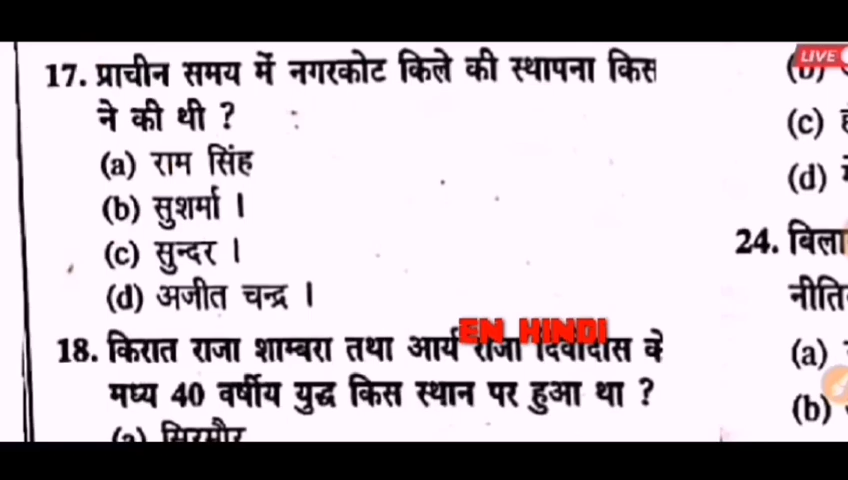 17. प्राचीन समय में नगरकोट किले की स्थापना किस
ने की थी ?
(a) राम सिंह
(b) सुशर्मा ।
(c) सुन्दर ।
(d) अजीत चन्द्र ।
EN HINDI
18. किरात राजा शाम्बरा तथा आर्य राजा दिवोदास के
मध्य 40 वर्षीय युद्ध किस स्थान पर हुआ था ?
(a) सिरमौर
LIVE
(b)
(c)
(d)
24.
(a)
(b)